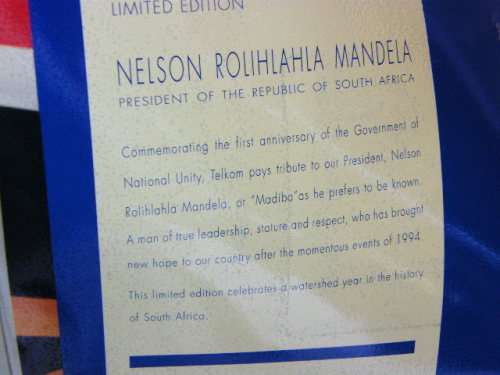 LIMITED EDITION
NELSON ROLIHLAHLA MANDELA
PRESIDENT OF THE REPUBLIC OF SOUTH AFRICA
Commemorating the first anniversary of the Government of
National Unity, Telkom pays tribute to our President, Nelson
Rolihlahla Mandela, or "Madiba"as he prefers to be known.
A man of true leadership, stature and respect, who has brought
new hope to our country after the momentous events of 1994.
This limited edition celebrates a watershed year in the history
of South Africa.